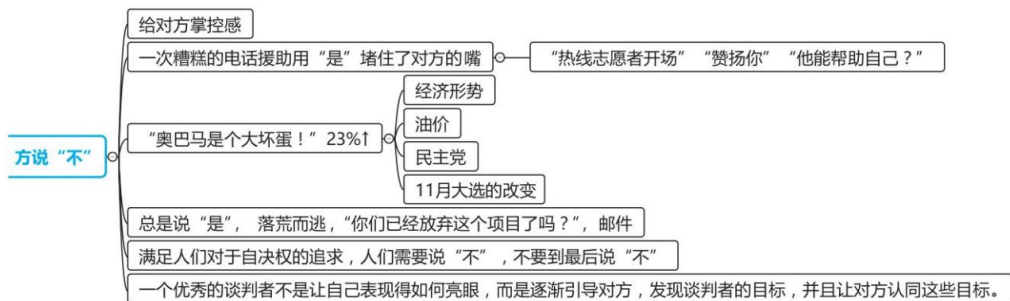 给对方掌控感
一次糟糕的电话援助用“是”堵住了对方的嘴
“热线志愿者开场”“赞扬你”“他能帮助自己？”
方说“不”
“奥巴马是个大坏蛋！”23%↑
经济形势
油价
民主党
11月大选的改变
总是说“是”， 落荒而逃，“你们已经放弃这个项目了吗？”，邮件
满足人们对于自决权的追求，人们需要说“不”，不要到最后说“不”
一个优秀的谈判者不是让自己表现得如何亮眼，而是逐渐引导对方，发现谈判者的目标，并且让对方认同这些目标。